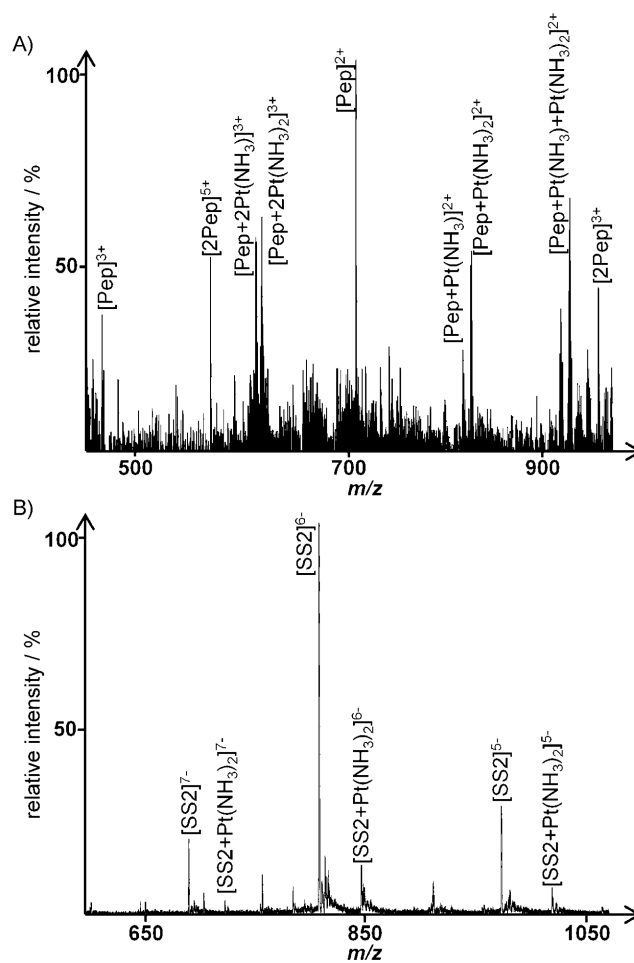 A)
relative intensity / %
100
50
[Pep]³⁺
[2Pep]⁵⁺
[Pep+2Pt(NH₃)]³⁺
[Pep+2Pt(NH₃)₂]³⁺
[Pep]²⁺
[Pep+Pt(NH₃)]²⁺
[Pep+Pt(NH₃)₂]²⁺
[Pep+Pt(NH₃)+Pt(NH₃)₂]²⁺
[2Pep]³⁺
500
700
900
m/z
B)
relative intensity / %
100
50
[SS2]⁷⁻
[SS2+Pt(NH₃)₂]⁷⁻
[SS2]⁶⁻
[SS2+Pt(NH₃)₂]⁶⁻
[SS2]⁵⁻
[SS2+Pt(NH₃)₂]⁵⁻
650
850
1050
m/z